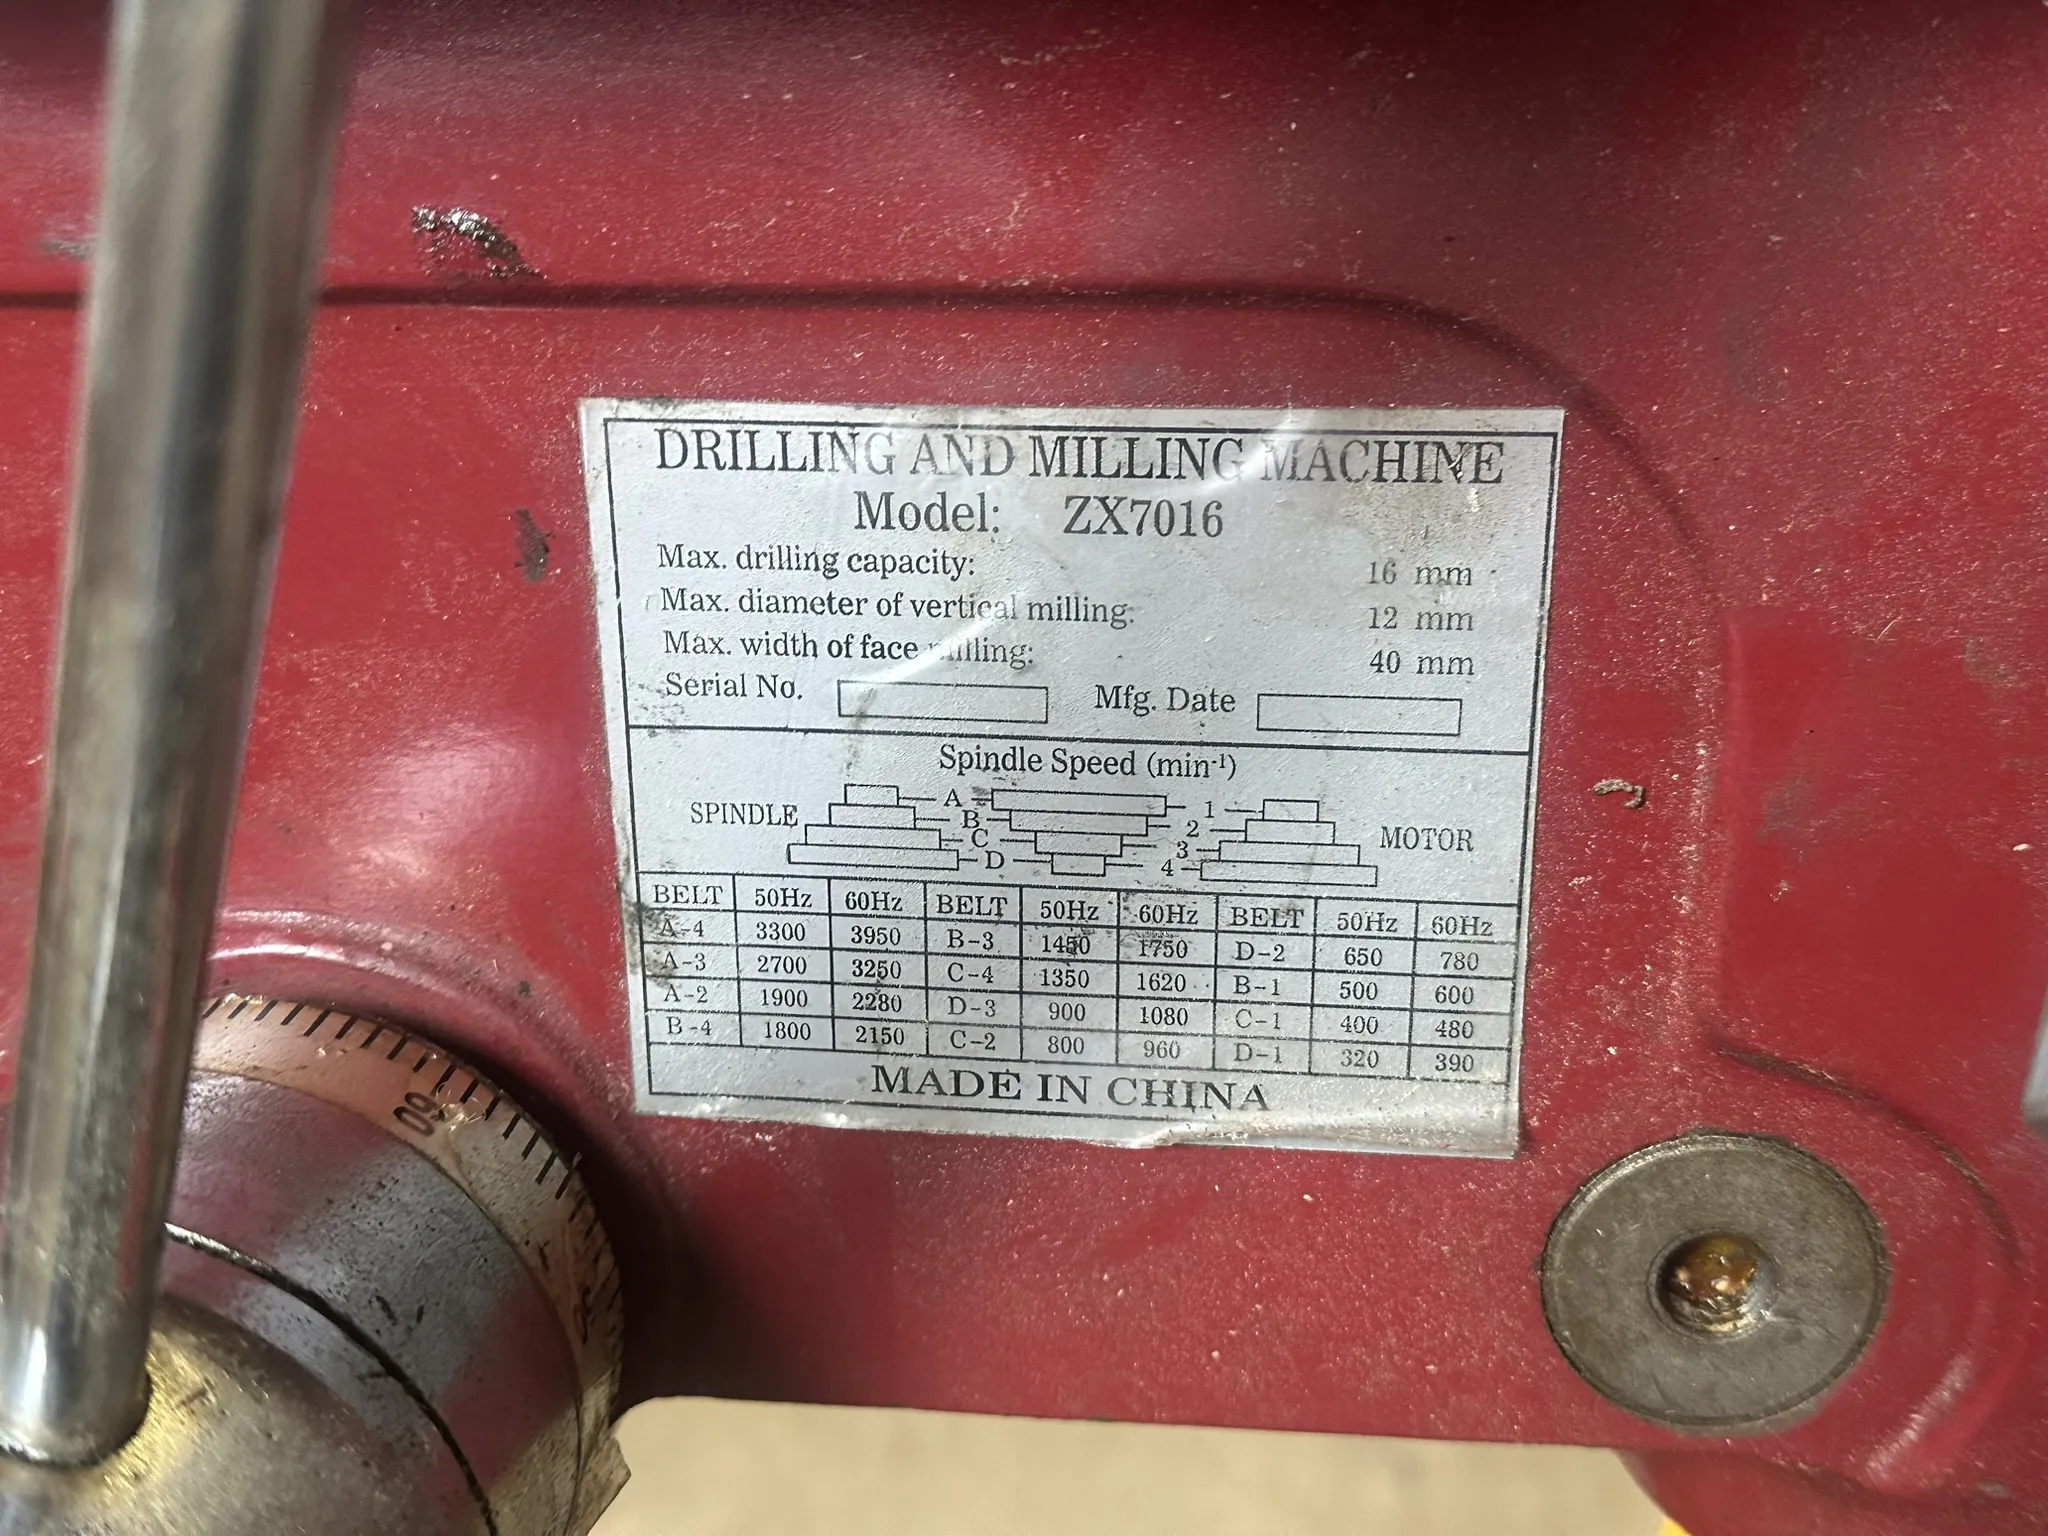 DRILLING AND MILLING MACHINE
Model: ZX7016
Max. drilling capacity: 16 mm
Max. diameter of vertical milling: 12 mm
Max. width of face milling: 40 mm
Serial No. Mfg. Date
Spindle Speed (min-1)
SPINDLE A 1 MOTOR
B 2
C 3
D 4
BELT 50Hz 60Hz BELT 50Hz 60Hz BELT 50Hz 60Hz
A-4 3300 3950 B-3 1450 1750 D-2 650 780
A-3 2700 3250 C-4 1350 1620 B-1 500 600
A-2 1900 2280 D-3 900 1080 C-1 400 480
B-4 1800 2150 C-2 800 960 D-1 320 390
MADE IN CHINA